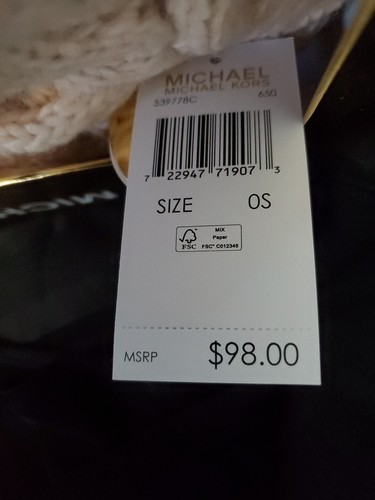 MICHAEL
MICHAEL KORS
539778C 650
7 22947 71907 3
SIZE OS
FSC
MIX
Paper
FSC® C012345
MSRP $98.00
MICH